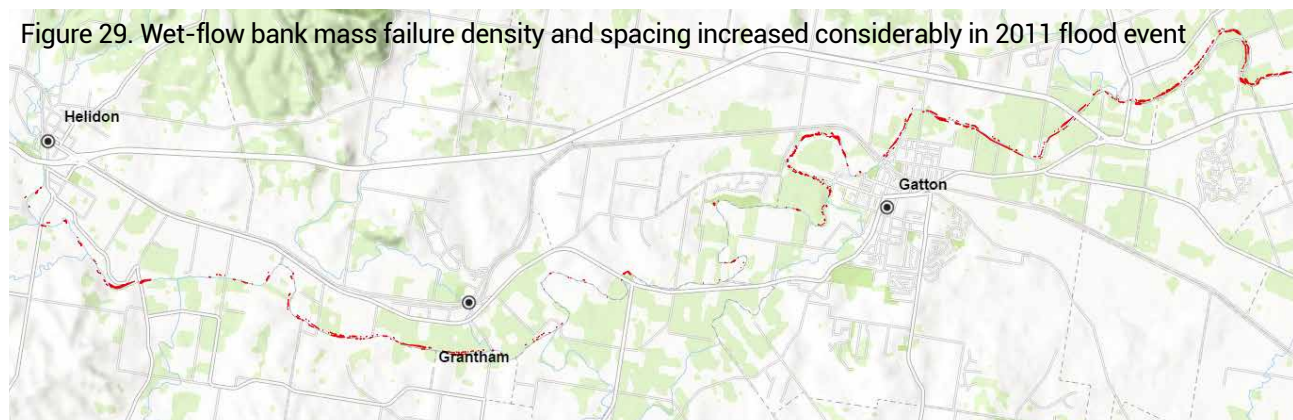 Figure 29. Wet-flow bank mass failure density and spacing increased considerably in 2011 flood event
Helidon
Gatton
Grantham